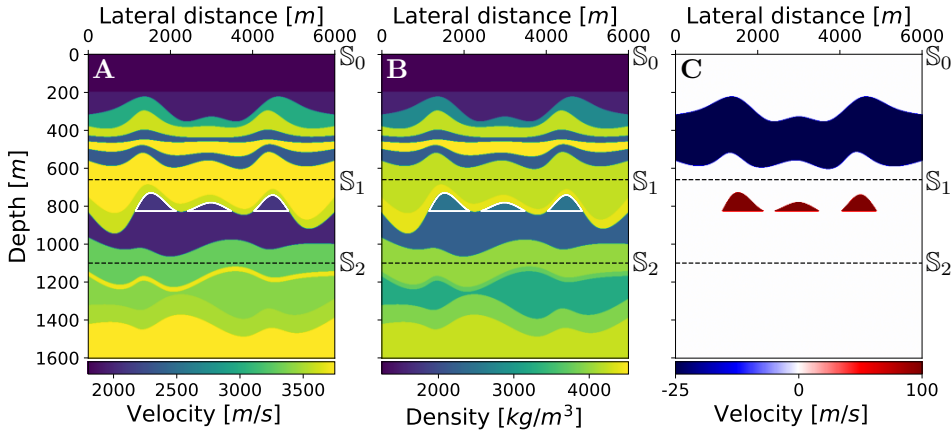 Lateral distance [m] Lateral distance [m] Lateral distance [m]
0 2000 4000 6000 0 2000 4000 6000 0 2000 4000 6000
A B C
𝕊0 𝕊0 𝕊0
𝕊1 𝕊1 𝕊1
𝕊2 𝕊2 𝕊2
Depth [m]
0
200
400
600
800
1000
1200
1400
1600
2000 2500 3000 3500 2000 3000 4000 -25 0 100
Velocity [m/s] Density [kg/m³] Velocity [m/s]